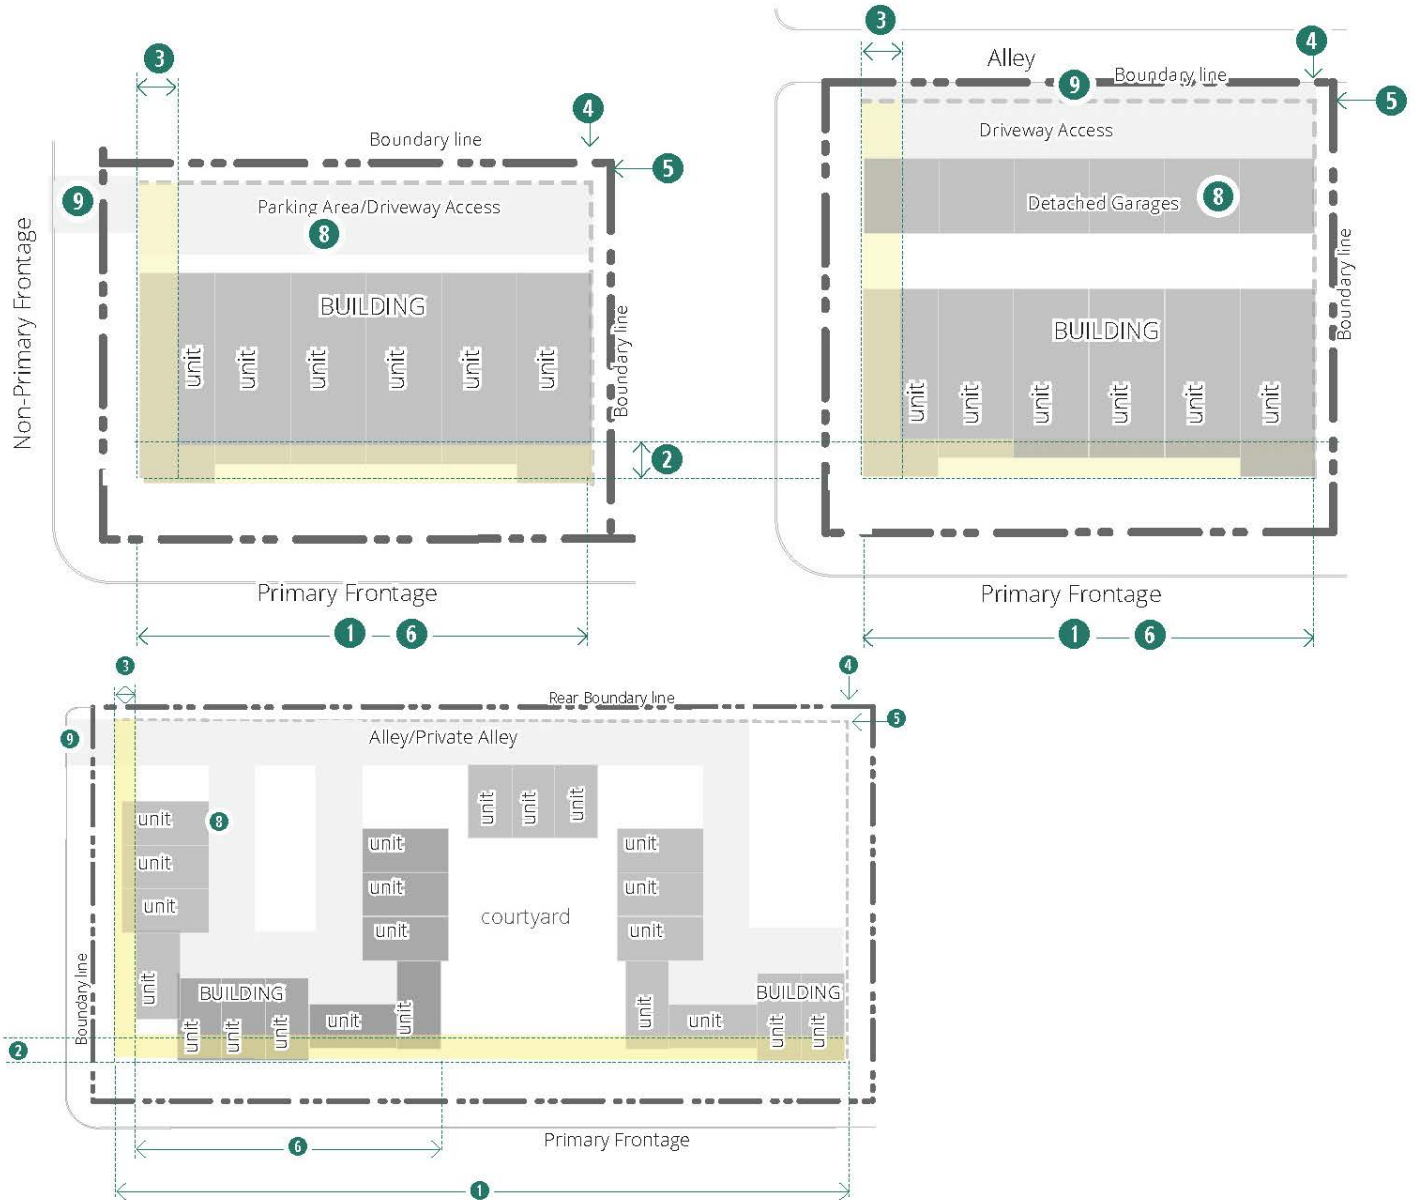 3
4
Boundary line
5
9
Parking Area/Driveway Access
8
Non-Primary Frontage
BUILDING
unit
unit
unit
unit
unit
unit
Boundary line
2
Primary Frontage
1
6
3
4
Alley
Boundary line
9
5
Driveway Access
Detached Garages
8
Boundary line
BUILDING
unit
unit
unit
unit
unit
unit
Primary Frontage
1
6
3
4
Rear Boundary line
5
9
Alley/Private Alley
unit
8
unit
unit
unit
unit
unit
unit
unit
unit
unit
unit
unit
courtyard
unit
Boundary line
BUILDING
unit
unit
unit
unit
unit
unit
unit
BUILDING
unit
unit
2
Primary Frontage
6
1